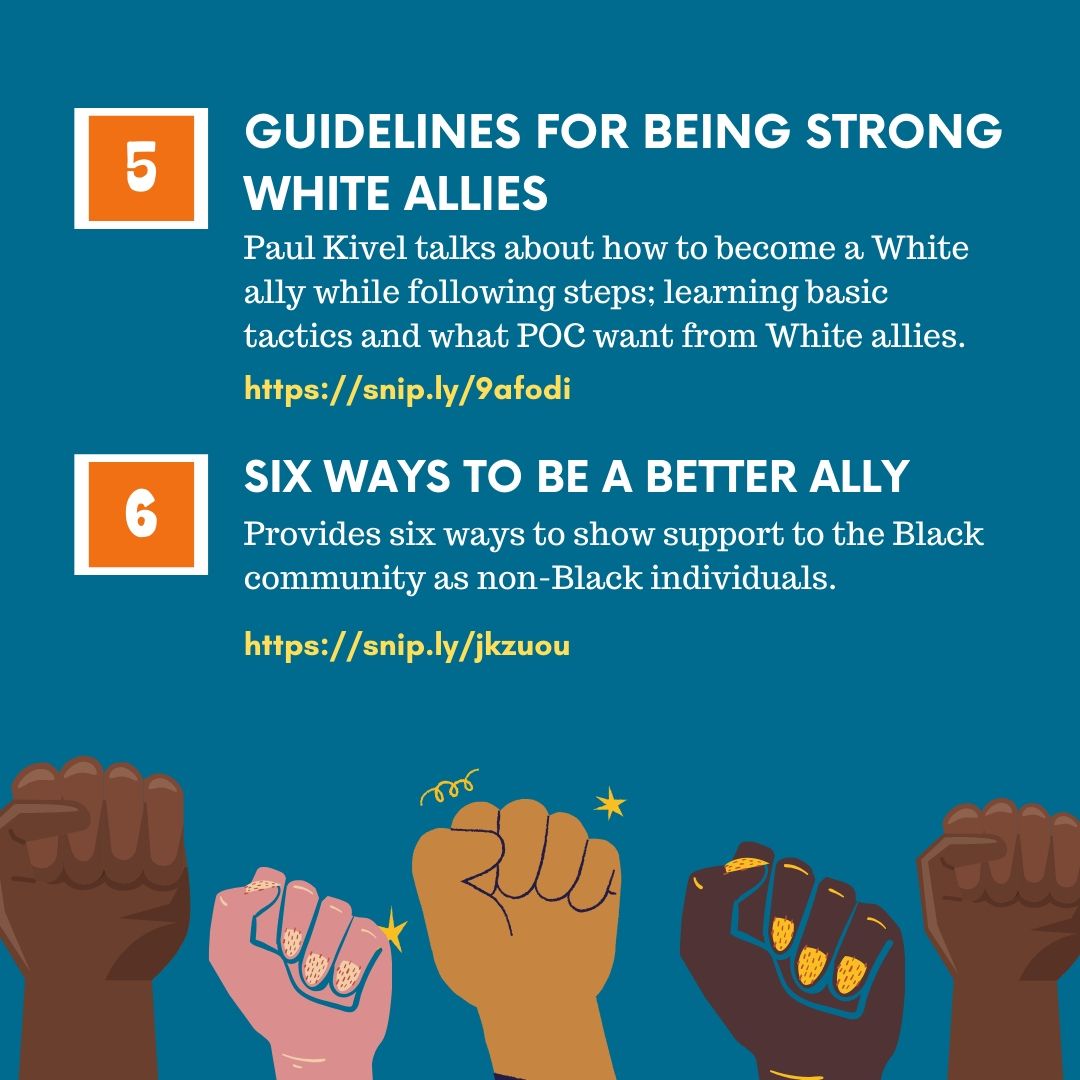 5
GUIDELINES FOR BEING STRONG
WHITE ALLIES
Paul Kivel talks about how to become a White
ally while following steps; learning basic
tactics and what POC want from White allies.
https://snip.ly/9afodi
6
SIX WAYS TO BE A BETTER ALLY
Provides six ways to show support to the Black
community as non-Black individuals.
https://snip.ly/jkzuou